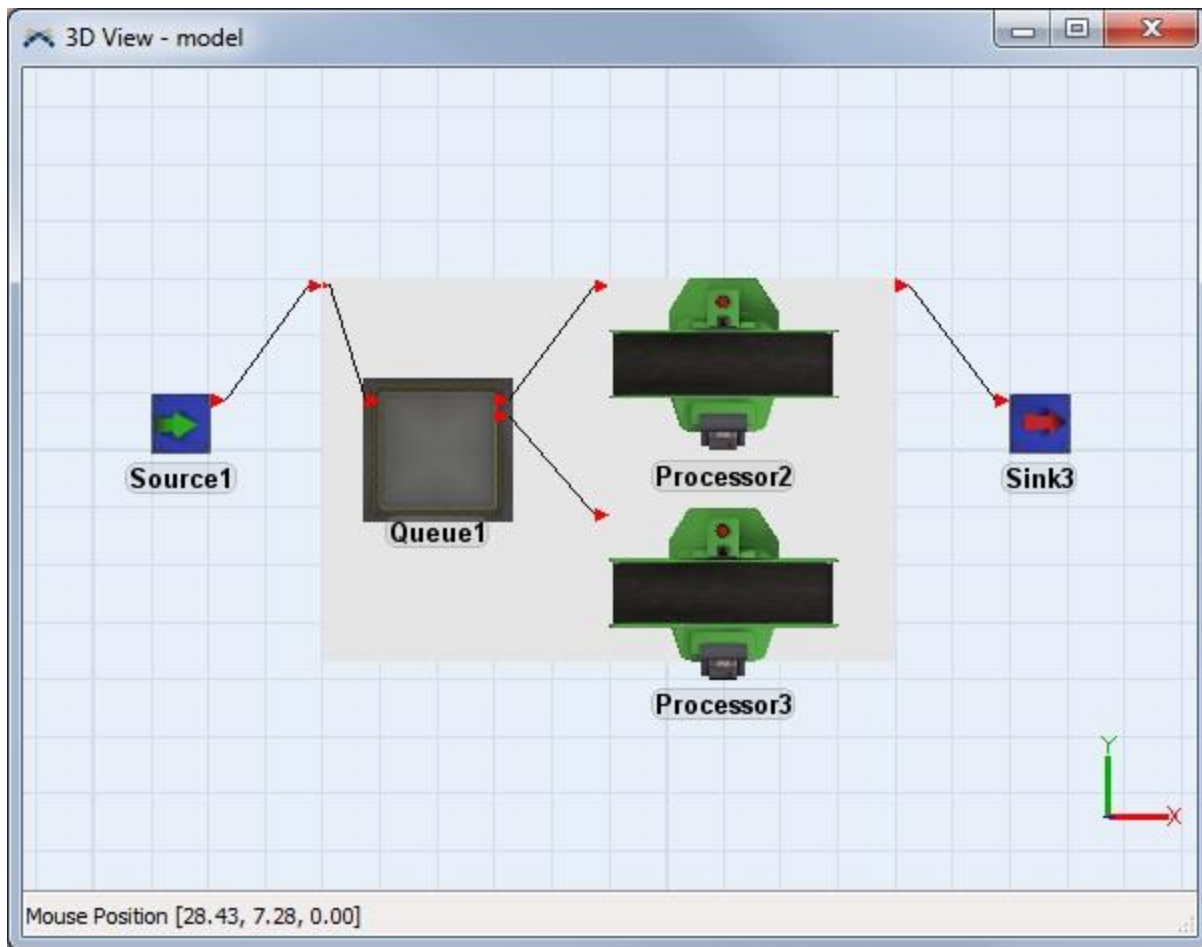 3D View - model
Source1
Queue1
Processor2
Sink3
Processor3
Y
X
Mouse Position [28.43, 7.28, 0.00]